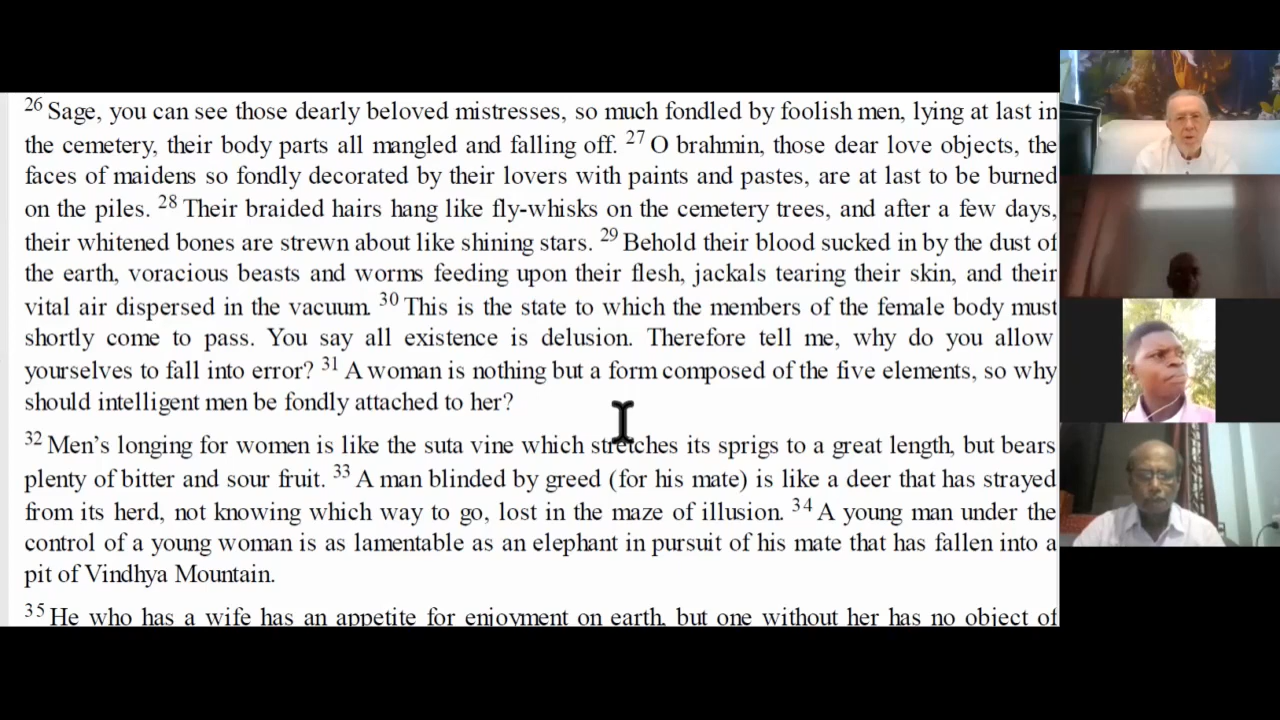 26 Sage, you can see those dearly beloved mistresses, so much fondled by foolish men, lying at last in
the cemetery, their body parts all mangled and falling off. 27 O brahmin, those dear love objects, the
faces of maidens so fondly decorated by their lovers with paints and pastes, are at last to be burned
on the piles. 28 Their braided hairs hang like fly-whisks on the cemetery trees, and after a few days,
their whitened bones are strewn about like shining stars. 29 Behold their blood sucked in by the dust of
the earth, voracious beasts and worms feeding upon their flesh, jackals tearing their skin, and their
vital air dispersed in the vacuum. 30 This is the state to which the members of the female body must
shortly come to pass. You say all existence is delusion. Therefore tell me, why do you allow
yourselves to fall into error? 31 A woman is nothing but a form composed of the five elements, so why
should intelligent men be fondly attached to her?
32 Men's longing for women is like the suta vine which stretches its sprigs to a great length, but bears
plenty of bitter and sour fruit. 33 A man blinded by greed (for his mate) is like a deer that has strayed
from its herd, not knowing which way to go, lost in the maze of illusion. 34 A young man under the
control of a young woman is as lamentable as an elephant in pursuit of his mate that has fallen into a
pit of Vindhya Mountain.
35 He who has a wife has an appetite for enjoyment on earth, but one without her has no object of